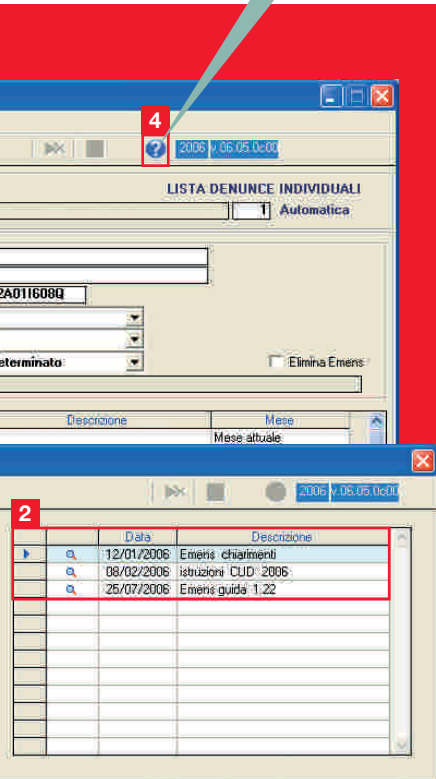 4
2006 v.06.05.0c00
LISTA DENUNCE INDIVIDUALI
1 Automatica
2A01I608Q
eterminato
Elimina Emens
Descrizione Mese
Mese attuale
2006 v.06.05.0c00
2
Data Descrizione
12/01/2006 Emens chiarimenti
08/02/2006 istruzioni CUD 2006
25/07/2006 Emens guida 1.22